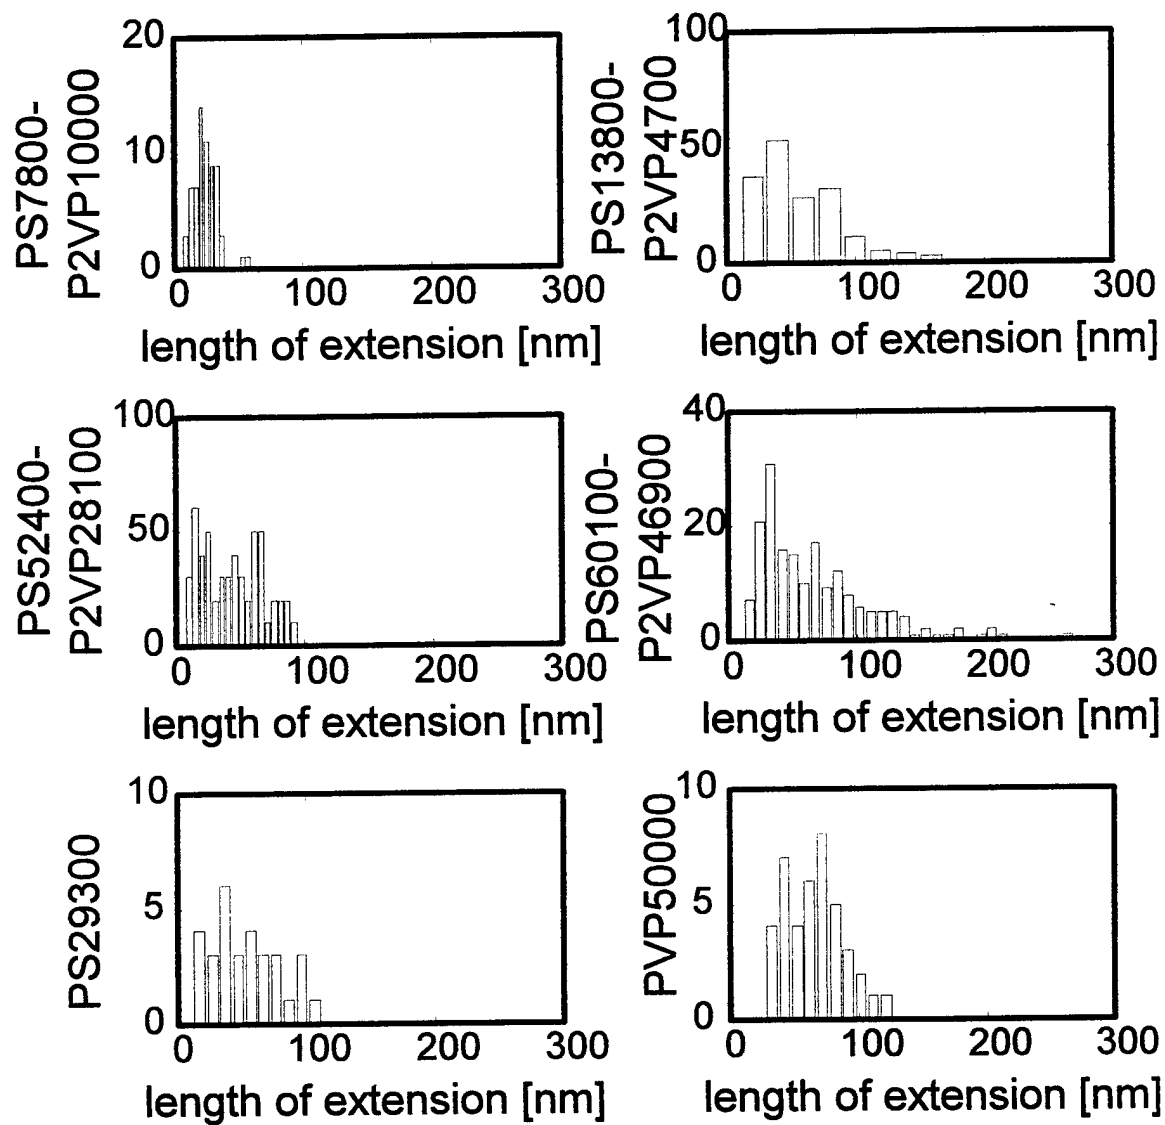 PS7800-
P2VP10000
20
10
0
0 100 200 300
length of extension [nm]
PS13800-
P2VP4700
100
50
0
0 100 200 300
length of extension [nm]
PS52400-
P2VP28100
100
50
0
0 100 200 300
length of extension [nm]
PS60100-
P2VP46900
40
20
0
0 100 200 300
length of extension [nm]
PS29300
10
5
0
0 100 200 300
length of extension [nm]
PVP50000
10
5
0
0 100 200 300
length of extension [nm]